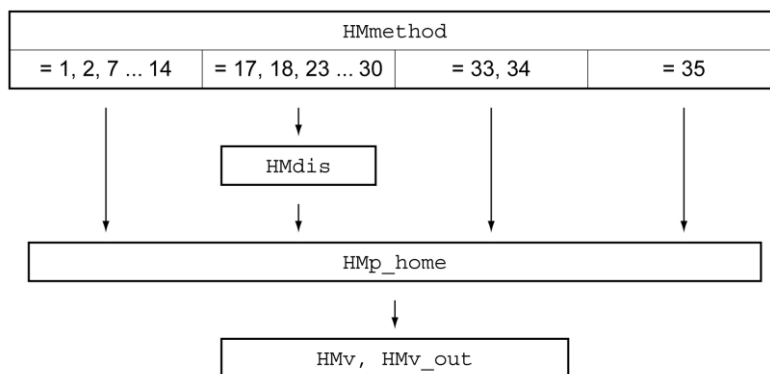 HMmethod
= 1, 2, 7 ... 14 = 17, 18, 23 ... 30 = 33, 34 = 35
HMdis
HMp_home
HMv, HMv_out